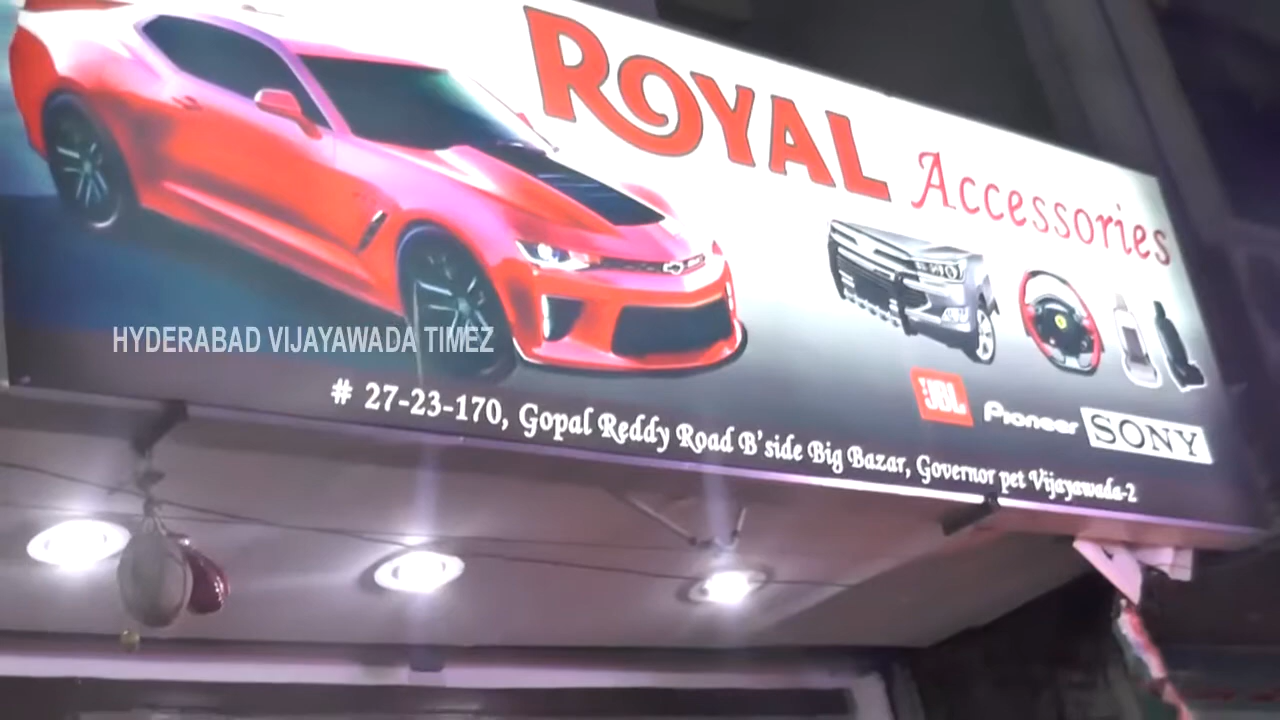 ROYAL Accessories
HYDERABAD VIJAYAWADA TIMEZ
JBL Pioneer SONY
# 27-23-170, Gopal Reddy Road B'side Big Bazar, Governor pet Vijayawada-2